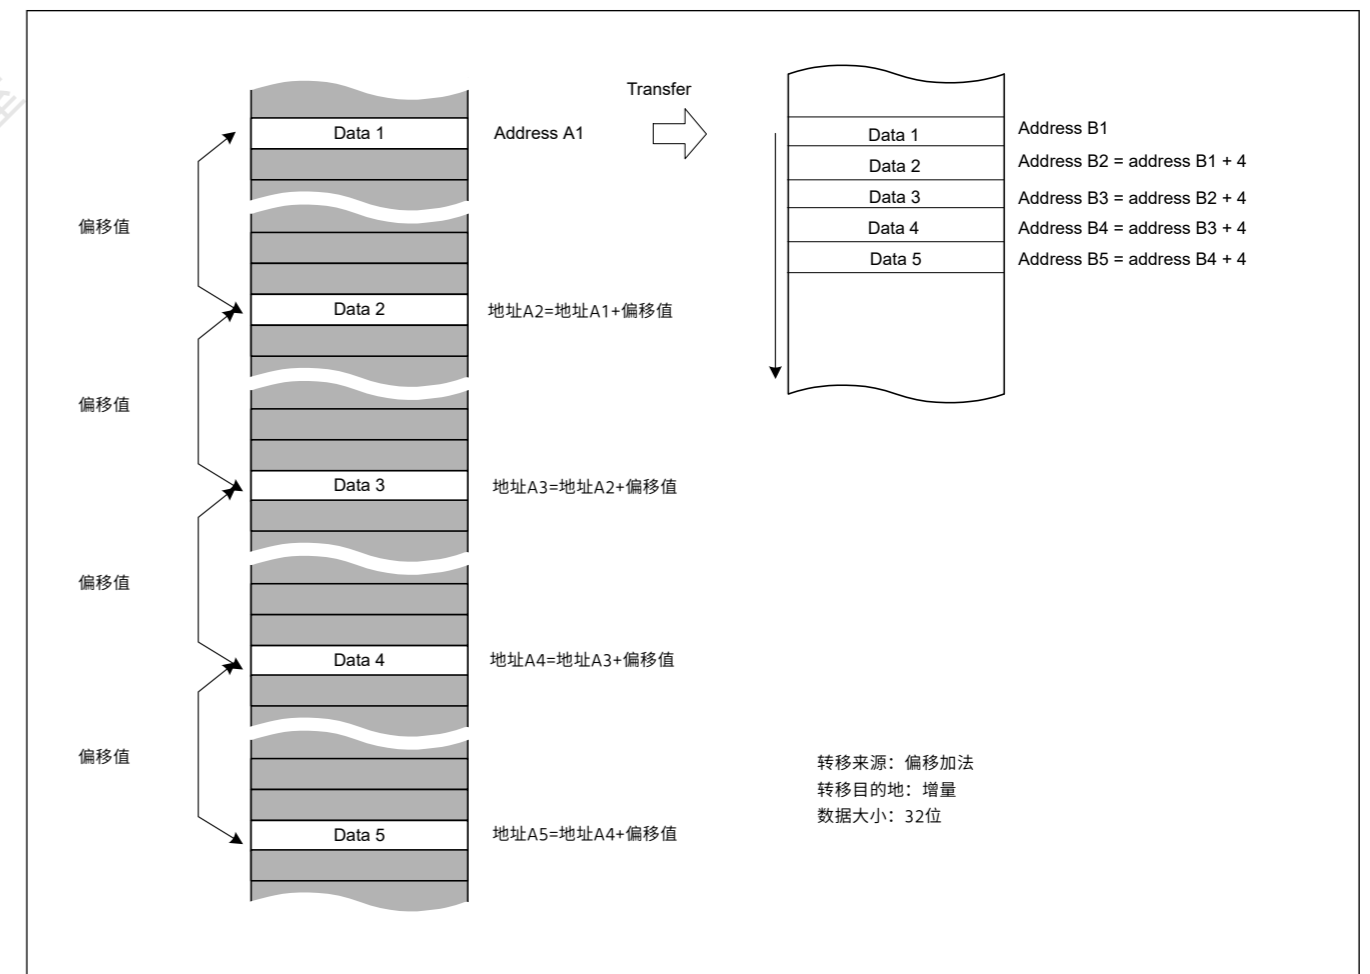 Transfer
Data 1
Address A1
偏移值
Data 2
地址A2=地址A1+偏移值
偏移值
Data 3
地址A3=地址A2+偏移值
偏移值
Data 4
地址A4=地址A3+偏移值
偏移值
Data 5
地址A5=地址A4+偏移值
Data 1
Address B1
Data 2
Address B2 = address B1 + 4
Data 3
Address B3 = address B2 + 4
Data 4
Address B4 = address B3 + 4
Data 5
Address B5 = address B4 + 4
转移来源：偏移加法
转移目的地：增量
数据大小：32位